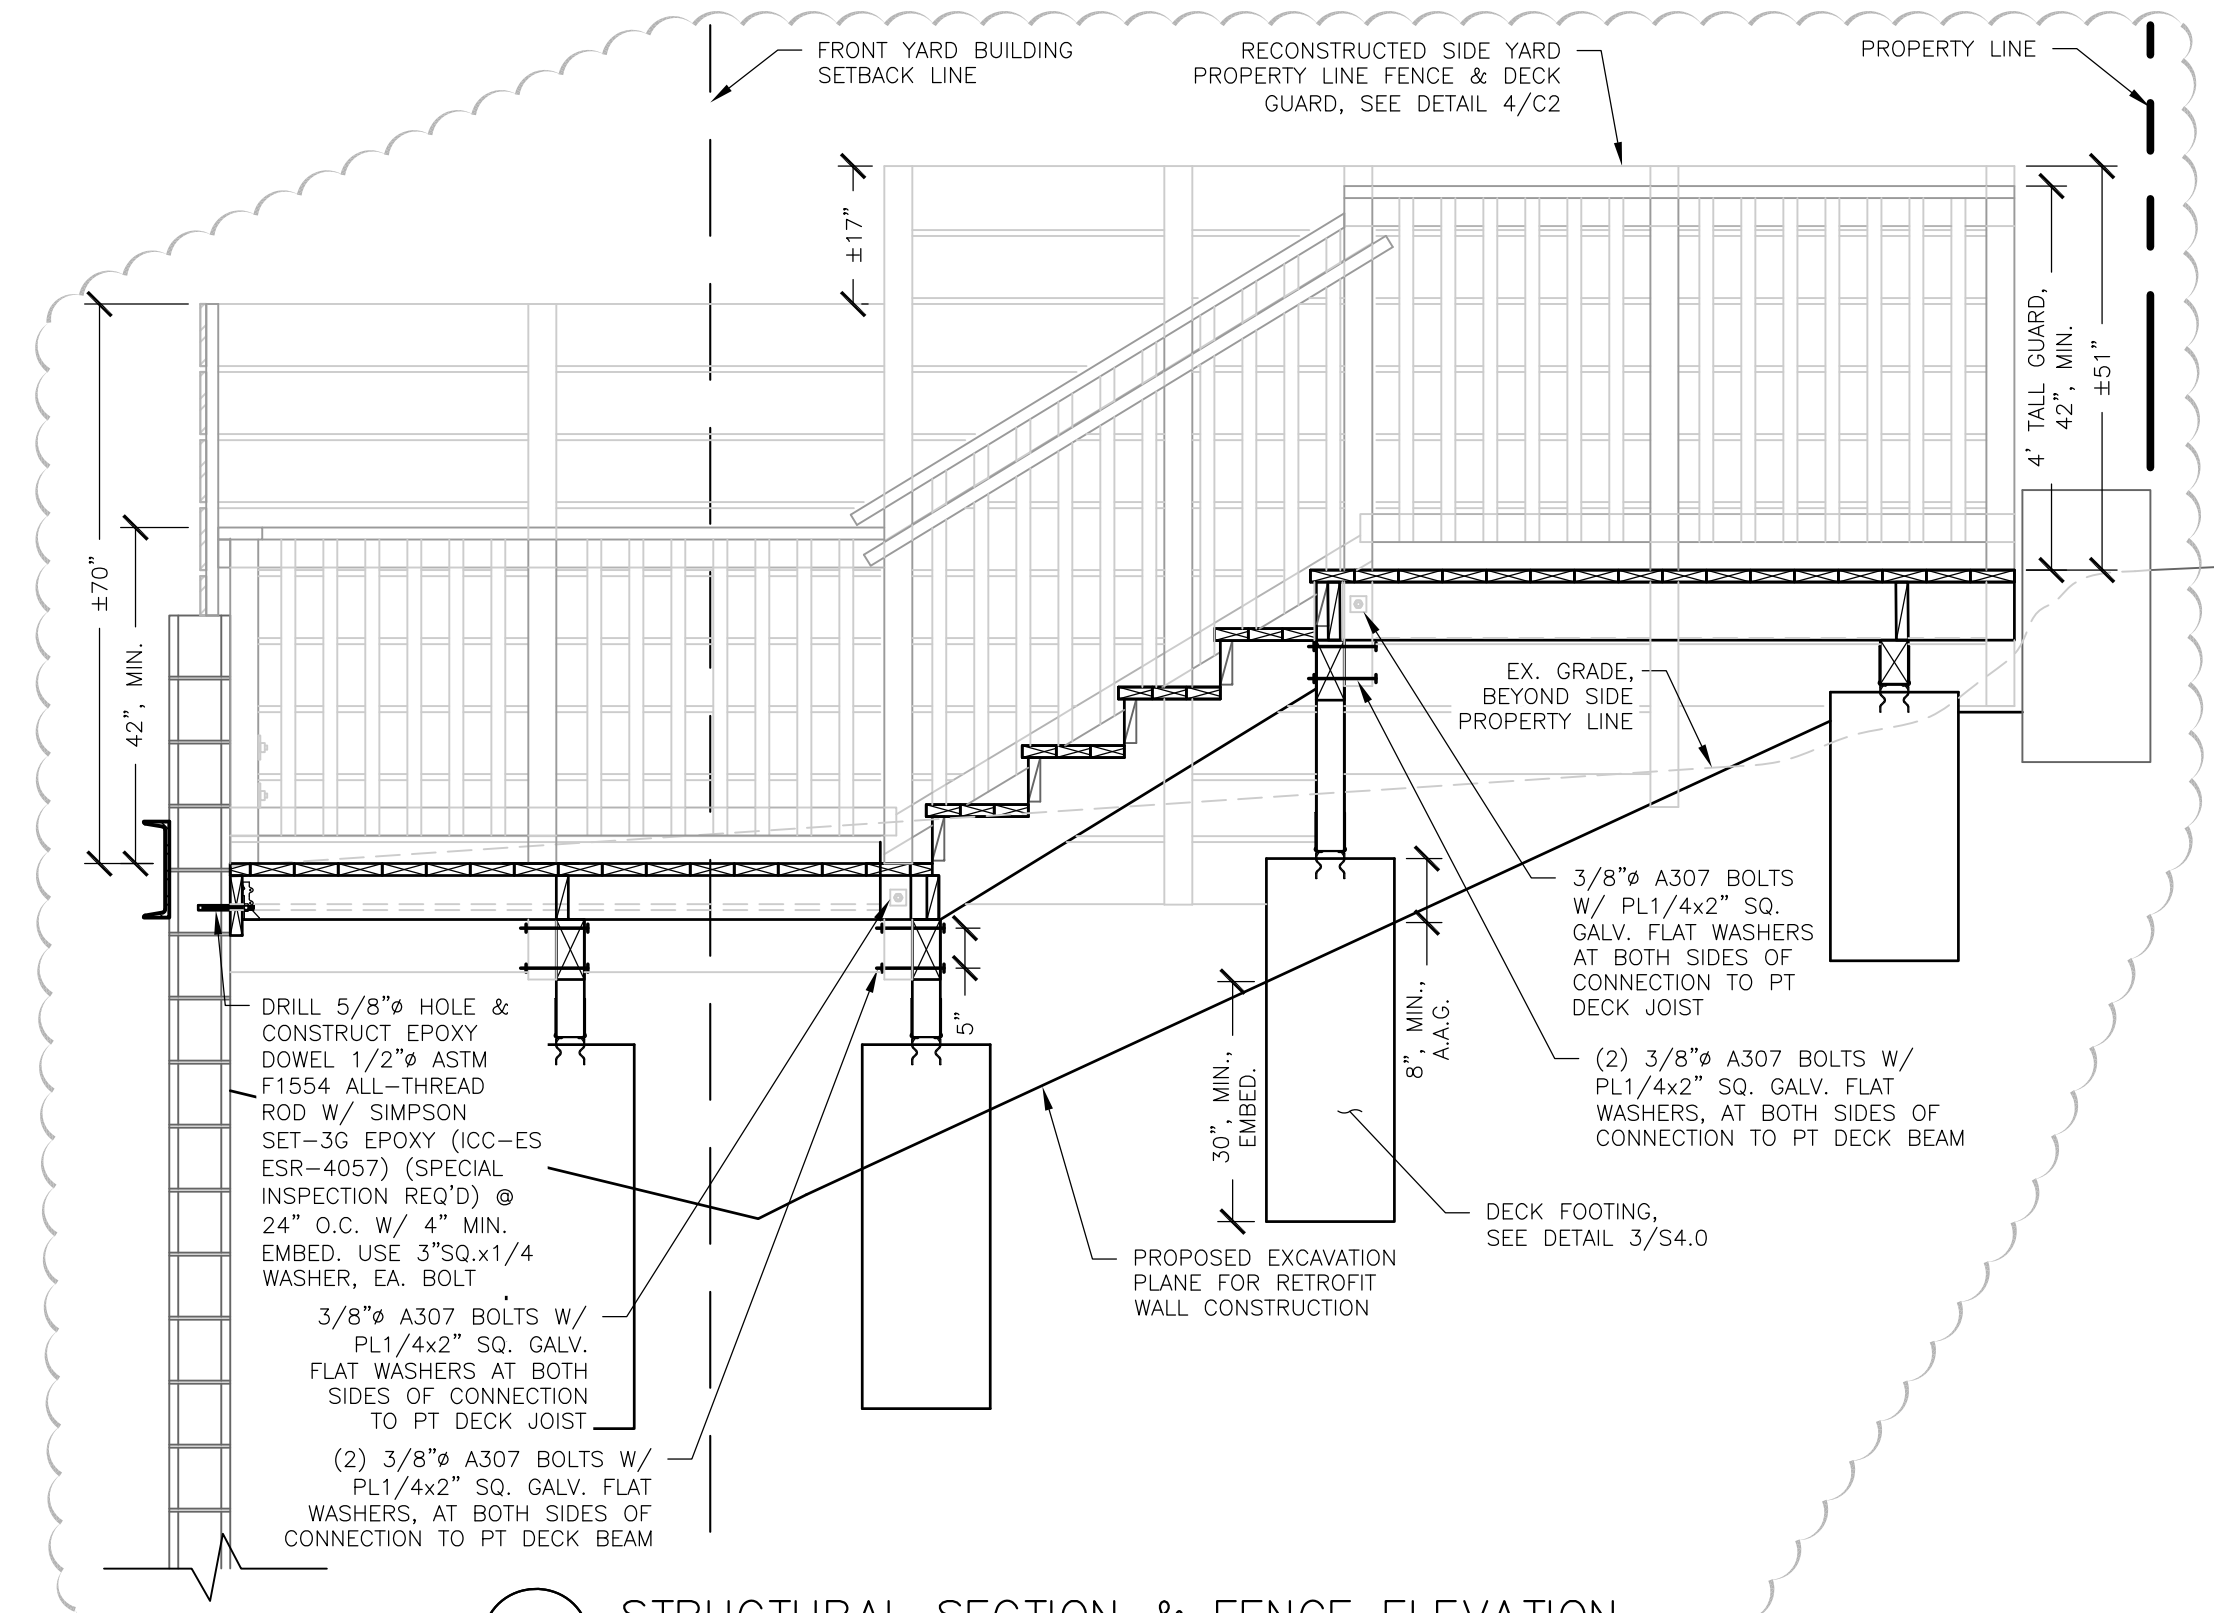 FRONT YARD BUILDING
SETBACK LINE
RECONSTRUCTED SIDE YARD
PROPERTY LINE FENCE & DECK
GUARD, SEE DETAIL 4/C2
PROPERTY LINE
±17”
±70”
42”, MIN.
4' TALL GUARD,
42”, MIN.
±51”
EX. GRADE,
BEYOND SIDE
PROPERTY LINE
3/8”ø A307 BOLTS
W/ PL1/4x2” SQ.
GALV. FLAT WASHERS
AT BOTH SIDES OF
CONNECTION TO PT
DECK JOIST
(2) 3/8”ø A307 BOLTS W/
PL1/4x2” SQ. GALV. FLAT
WASHERS, AT BOTH SIDES OF
CONNECTION TO PT DECK BEAM
5”
30”, MIN.,
EMBED.
8”, MIN.,
A.A.G.
DECK FOOTING,
SEE DETAIL 3/S4.0
PROPOSED EXCAVATION
PLANE FOR RETROFIT
WALL CONSTRUCTION
DRILL 5/8”ø HOLE &
CONSTRUCT EPOXY
DOWEL 1/2”ø ASTM
F1554 ALL-THREAD
ROD W/ SIMPSON
SET-3G EPOXY (ICC-ES
ESR-4057) (SPECIAL
INSPECTION REQ'D) @
24” O.C. W/ 4” MIN.
EMBED. USE 3”SQ.x1/4
WASHER, EA. BOLT
3/8”ø A307 BOLTS W/
PL1/4x2” SQ. GALV.
FLAT WASHERS AT BOTH
SIDES OF CONNECTION
TO PT DECK JOIST
(2) 3/8”ø A307 BOLTS W/
PL1/4x2” SQ. GALV. FLAT
WASHERS, AT BOTH SIDES OF
CONNECTION TO PT DECK BEAM
STRUCTURAL SECTION & FENCE ELEVATION